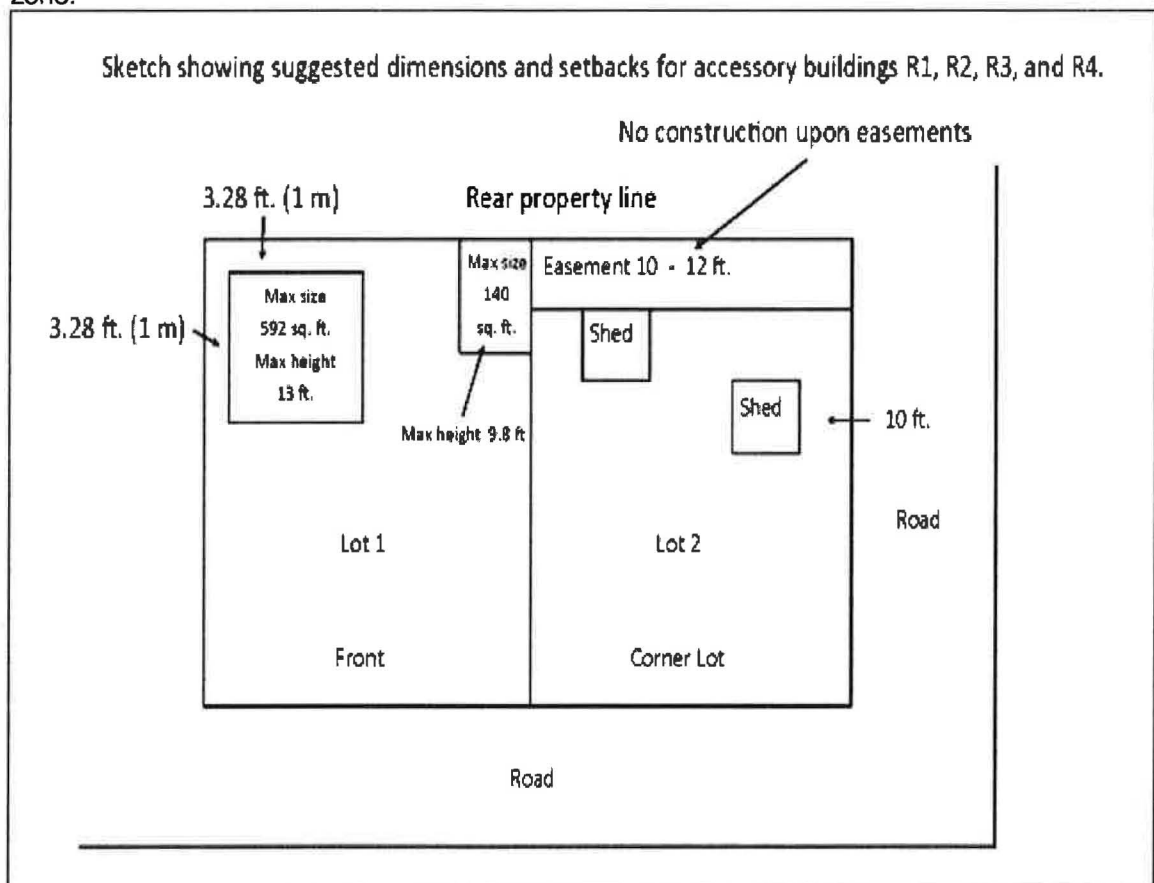 zone.
Sketch showing suggested dimensions and setbacks for accessory buildings R1, R2, R3, and R4.
No construction upon easements
3.28 ft. (1 m)
Rear property line
Max size
140
sq. ft.
Easement 10 - 12 ft.
Max size
592 sq. ft.
Max height
13 ft.
3.28 ft. (1 m)
Shed
Shed
10 ft.
Max height 9.8 ft
Road
Lot 1
Lot 2
Front
Corner Lot
Road